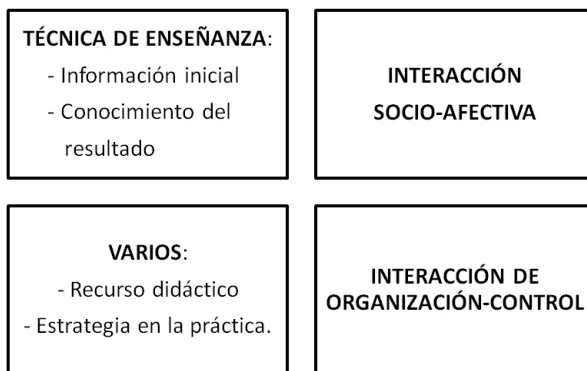 TÉCNICA DE ENSEÑANZA:
- Información inicial
- Conocimiento del
resultado
INTERACCIÓN
SOCIO-AFECTIVA
VARIOS:
- Recurso didáctico
- Estrategia en la práctica.
INTERACCIÓN DE
ORGANIZACIÓN-CONTROL